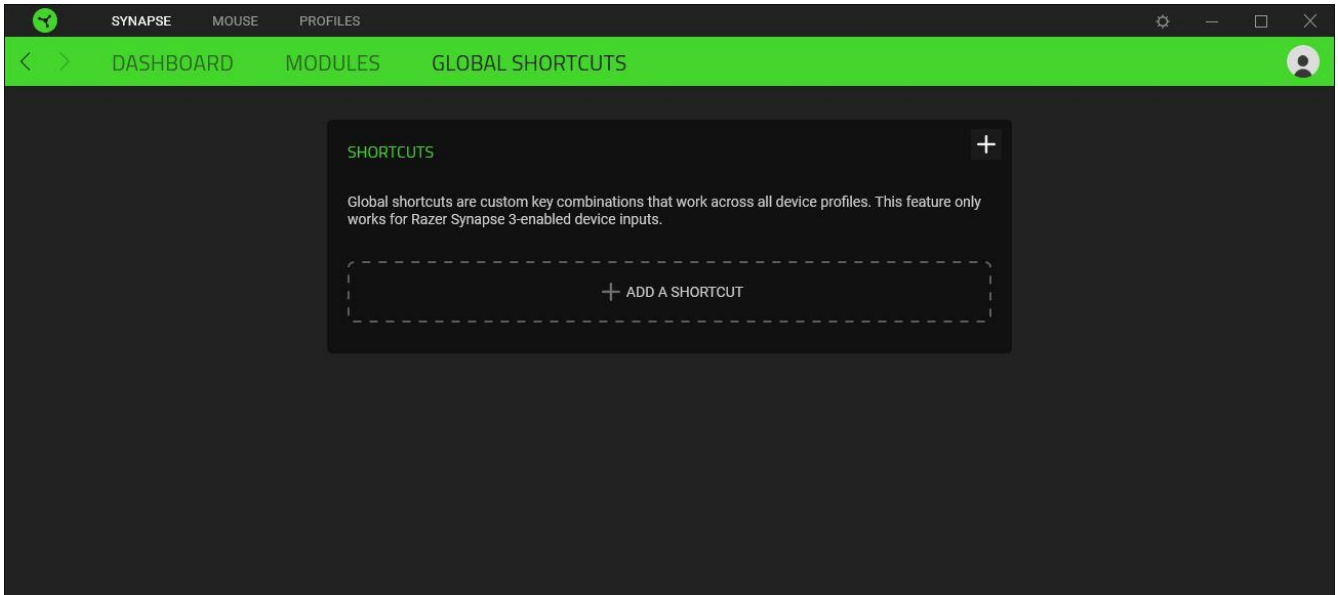 SYNAPSE MOUSE PROFILES
DASHBOARD MODULES GLOBAL SHORTCUTS
SHORTCUTS
Global shortcuts are custom key combinations that work across all device profiles. This feature only
works for Razer Synapse 3-enabled device inputs.
ADD A SHORTCUT